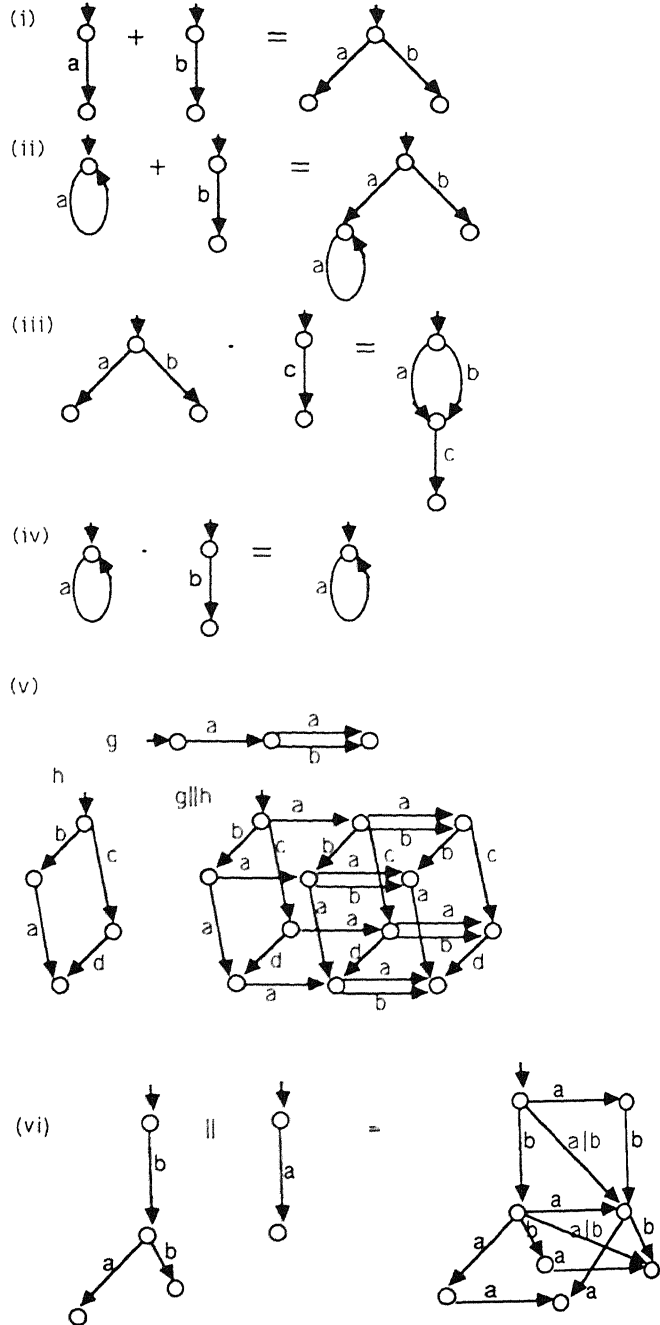 (i)
a + b = a b
(ii)
a + b = a b
a
(iii)
a b · c = a b
c
(iv)
a · b = a
(v)
g a a
b
h g||h
a a
b b b
c c b c
a a
b
a a a a
a a
b
d d d
a a
b
(vi) || =
b a a
b a|b b
a
a b a b a|b b
a
a a